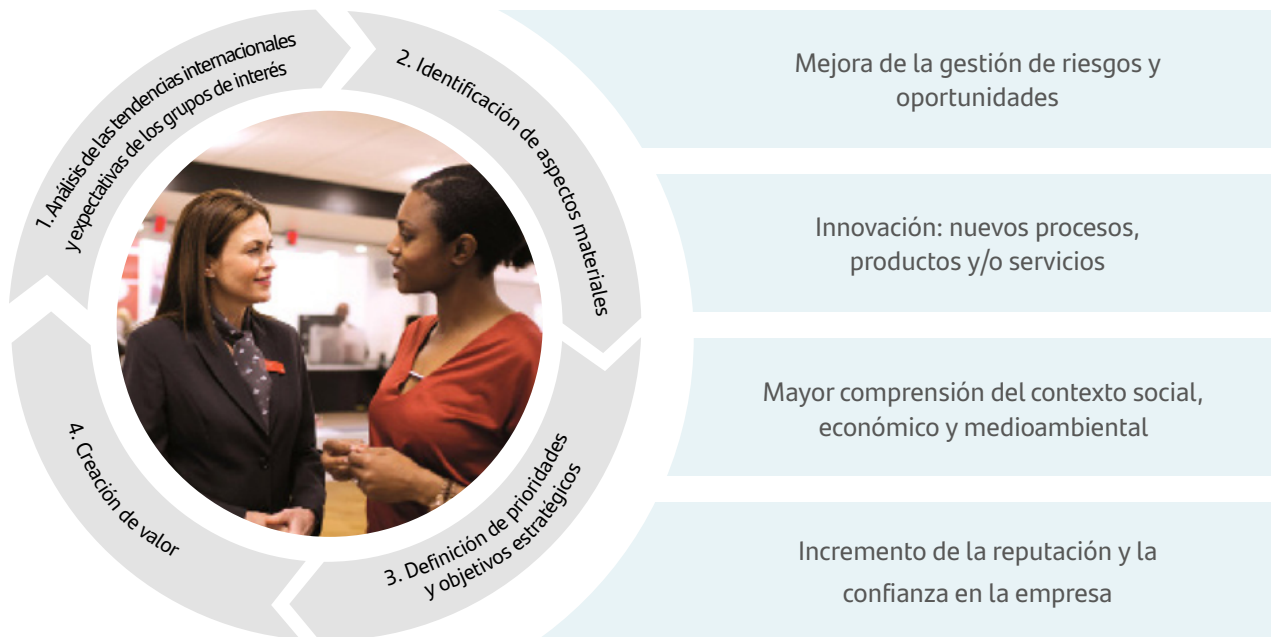 1. Análisis de las tendencias internacionales
y expectativas de los grupos de interés
2. Identificación de aspectos materiales
3. Definición de prioridades
y objetivos estratégicos
4. Creación de valor
Mejora de la gestión de riesgos y
oportunidades
Innovación: nuevos procesos,
productos y/o servicios
Mayor comprensión del contexto social,
económico y medioambiental
Incremento de la reputación y la
confianza en la empresa